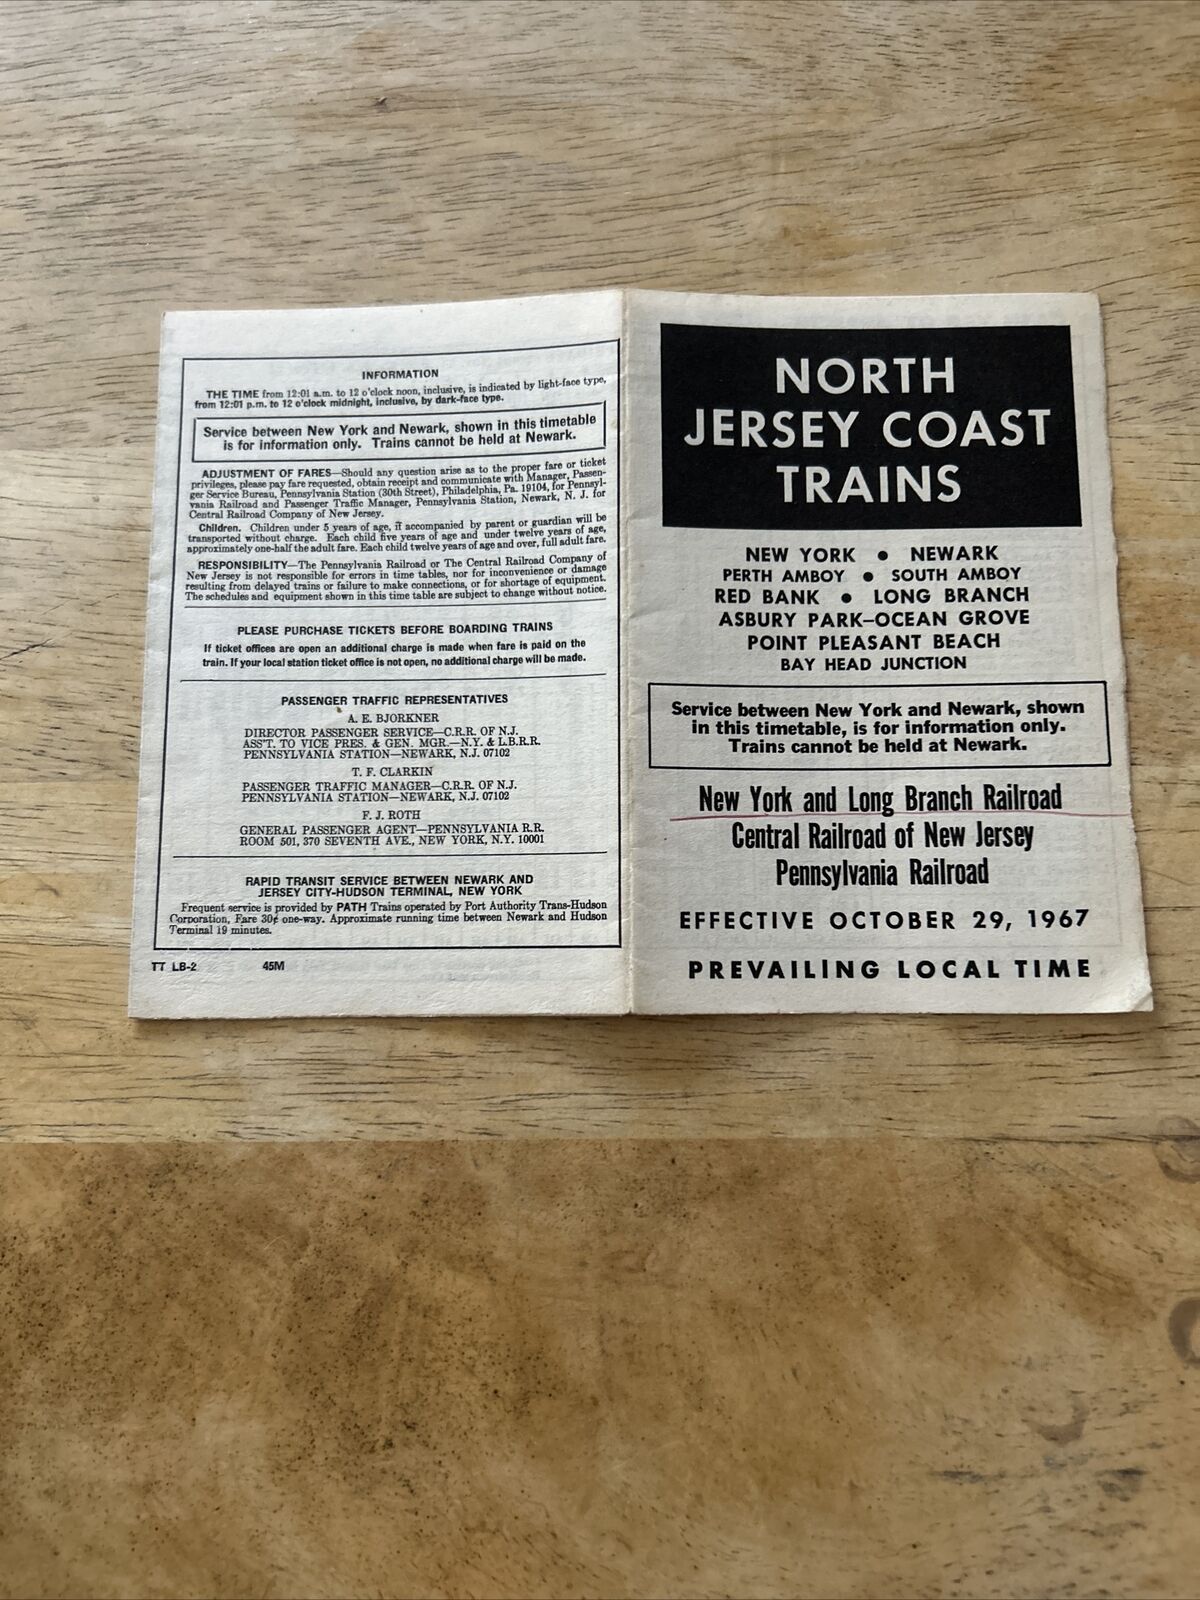 INFORMATION
THE TIME from 12:01 a.m. to 12 o'clock noon, inclusive, is indicated by light-face type,
from 12:01 p.m. to 12 o'clock midnight, inclusive, by dark-face type.
Service between New York and Newark, shown in this timetable
is for information only. Trains cannot be held at Newark.
ADJUSTMENT OF FARES—Should any question arise as to the proper fare or ticket
privileges, please pay fare requested, obtain receipt and communicate with Manager, Passen-
ger Service Bureau, Pennsylvania Station (30th Street), Philadelphia, Pa. 19104, for Pennsyl-
vania Railroad and Passenger Traffic Manager, Pennsylvania Station, Newark, N. J. for
Central Railroad Company of New Jersey.
Children. Children under 5 years of age, if accompanied by parent or guardian will be
transported without charge. Each child five years of age and under twelve years of age,
approximately one-half the adult fare. Each child twelve years of age and over, full adult fare.
RESPONSIBILITY—The Pennsylvania Railroad or The Central Railroad Company of
New Jersey is not responsible for errors in time tables, nor for inconvenience or damage
resulting from delayed trains or failure to make connections, or for shortage of equipment.
The schedules and equipment shown in this time table are subject to change without notice.
PLEASE PURCHASE TICKETS BEFORE BOARDING TRAINS
If ticket offices are open an additional charge is made when fare is paid on the
train. If your local station ticket office is not open, no additional charge will be made.
PASSENGER TRAFFIC REPRESENTATIVES
A. E. BJORKNER
DIRECTOR PASSENGER SERVICE—C.R.R. OF N.J.
ASS'T. TO VICE PRES. & GEN. MGR.—N.Y. & L.B.R.R.
PENNSYLVANIA STATION—NEWARK, N.J. 07102
T. F. CLARKIN
PASSENGER TRAFFIC MANAGER—C.R.R. OF N.J.
PENNSYLVANIA STATION—NEWARK, N.J. 07102
F. J. ROTH
GENERAL PASSENGER AGENT—PENNSYLVANIA R.R.
ROOM 501, 370 SEVENTH AVE., NEW YORK, N.Y. 10001
RAPID TRANSIT SERVICE BETWEEN NEWARK AND
JERSEY CITY-HUDSON TERMINAL, NEW YORK
Frequent service is provided by PATH Trains operated by Port Authority Trans-Hudson
Corporation, Fare 30¢ one-way. Approximate running time between Newark and Hudson
Terminal 19 minutes.
TT LB-2 45M
NORTH
JERSEY COAST
TRAINS
NEW YORK ● NEWARK
PERTH AMBOY ● SOUTH AMBOY
RED BANK ● LONG BRANCH
ASBURY PARK–OCEAN GROVE
POINT PLEASANT BEACH
BAY HEAD JUNCTION
Service between New York and Newark, shown
in this timetable, is for information only.
Trains cannot be held at Newark.
New York and Long Branch Railroad
Central Railroad of New Jersey
Pennsylvania Railroad
EFFECTIVE OCTOBER 29, 1967
PREVAILING LOCAL TIME